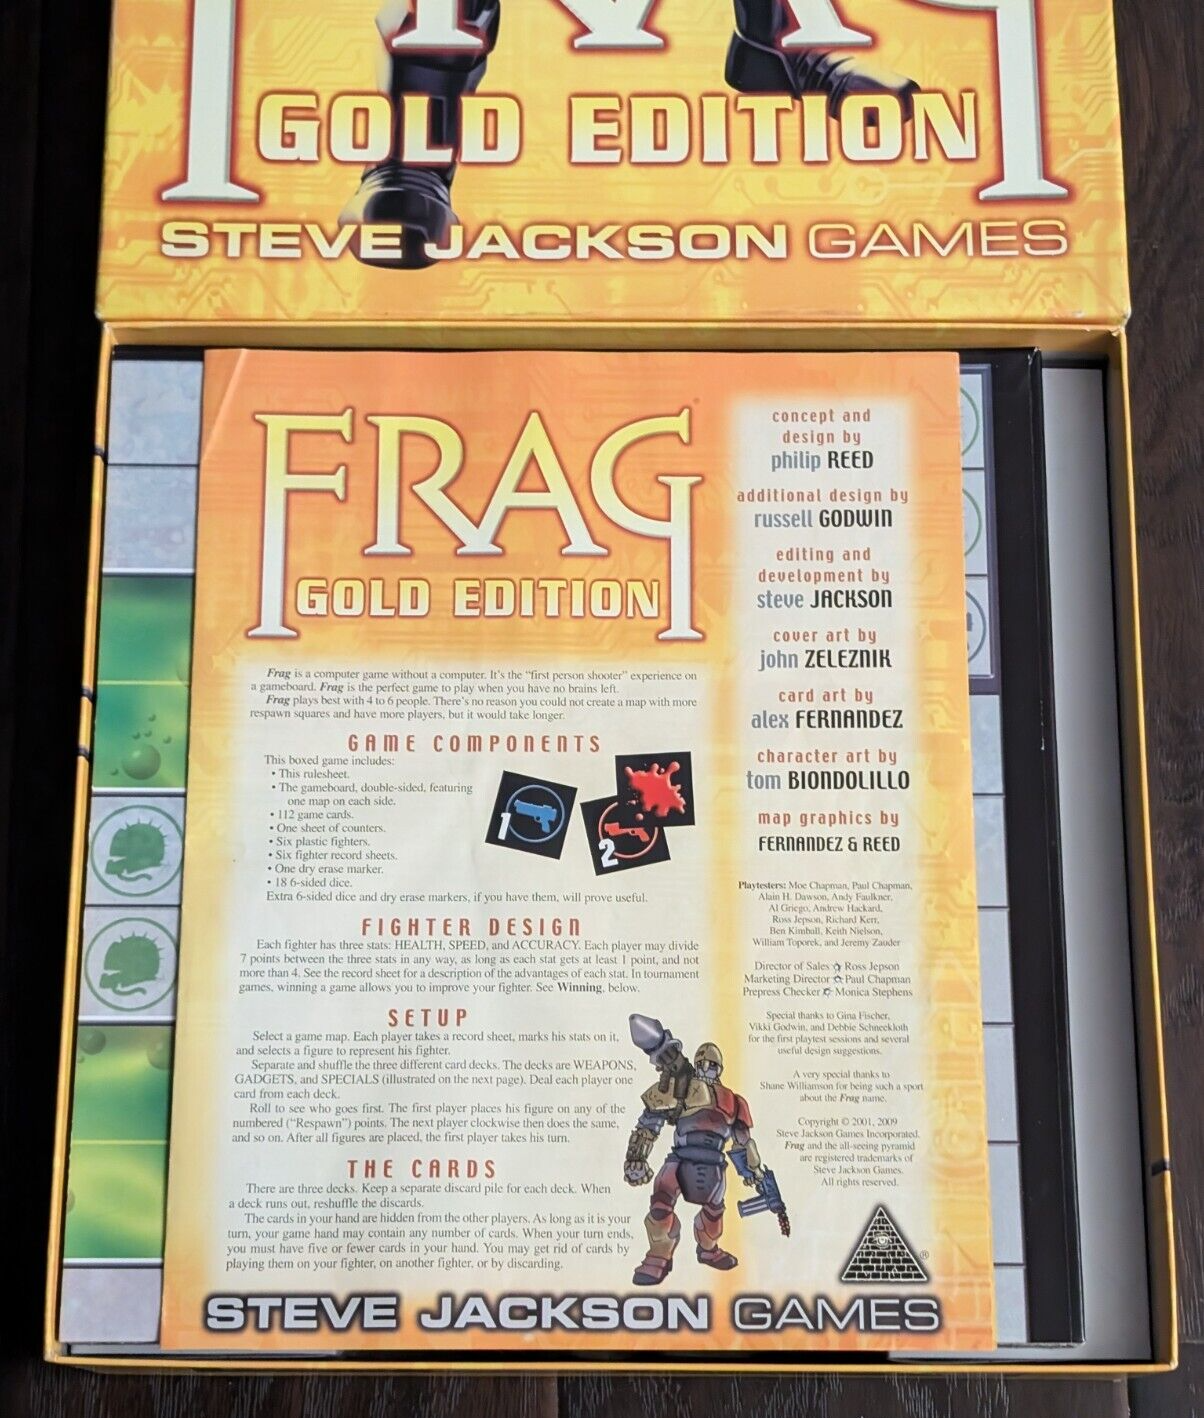 FRAG
GOLD EDITION
STEVE JACKSON GAMES
FRAG
GOLD EDITION
Frag is a computer game without a computer. It's the "first person shooter" experience on
a gameboard. Frag is the perfect game to play when you have no brains left.
Frag plays best with 4 to 6 people. There's no reason you could not create a map with more
respawn squares and have more players, but it would take longer.
GAME COMPONENTS
This boxed game includes:
• This rulesheet.
• The gameboard, double-sided, featuring
one map on each side.
• 112 game cards.
• One sheet of counters.
• Six plastic fighters.
• Six fighter record sheets.
• One dry erase marker.
• 18 6-sided dice.
Extra 6-sided dice and dry erase markers, if you have them, will prove useful.
1
2
FIGHTER DESIGN
Each fighter has three stats: HEALTH, SPEED, and ACCURACY. Each player may divide
7 points between the three stats in any way, as long as each stat gets at least 1 point, and not
more than 4. See the record sheet for a description of the advantages of each stat. In tournament
games, winning a game allows you to improve your fighter. See Winning, below.
SETUP
Select a game map. Each player takes a record sheet, marks his stats on it,
and selects a figure to represent his fighter.
Separate and shuffle the three different card decks. The decks are WEAPONS,
GADGETS, and SPECIALS (illustrated on the next page). Deal each player one
card from each deck.
Roll to see who goes first. The first player places his figure on any of the
numbered ("Respawn") points. The next player clockwise then does the same,
and so on. After all figures are placed, the first player takes his turn.
THE CARDS
There are three decks. Keep a separate discard pile for each deck. When
a deck runs out, reshuffle the discards.
The cards in your hand are hidden from the other players. As long as it is your
turn, your game hand may contain any number of cards. When your turn ends,
you must have five or fewer cards in your hand. You may get rid of cards by
playing them on your fighter, on another fighter, or by discarding.
concept and
design by
philip REED
additional design by
russell GODWIN
editing and
development by
steve JACKSON
cover art by
john ZELEZNIK
card art by
alex FERNANDEZ
character art by
tom BIONDOLILLO
map graphics by
FERNANDEZ & REED
Playtesters: Moe Chapman, Paul Chapman,
Alain H. Dawson, Andy Faulkner,
Al Griego, Andrew Hackard,
Ross Jepson, Richard Kerr,
Ben Kimball, Keith Nielson,
William Toporek, and Jeremy Zauder
Director of Sales Ross Jepson
Marketing Director Paul Chapman
Prepress Checker Monica Stephens
Special thanks to Gina Fischer,
Vikki Godwin, and Debbie Schneckloth
for the first playtest sessions and several
useful design suggestions.
A very special thanks to
Shane Williamson for being such a sport
about the Frag name.
Copyright © 2001, 2009
Steve Jackson Games Incorporated.
Frag and the all-seeing pyramid
are registered trademarks of
Steve Jackson Games.
All rights reserved.
®
STEVE JACKSON GAMES